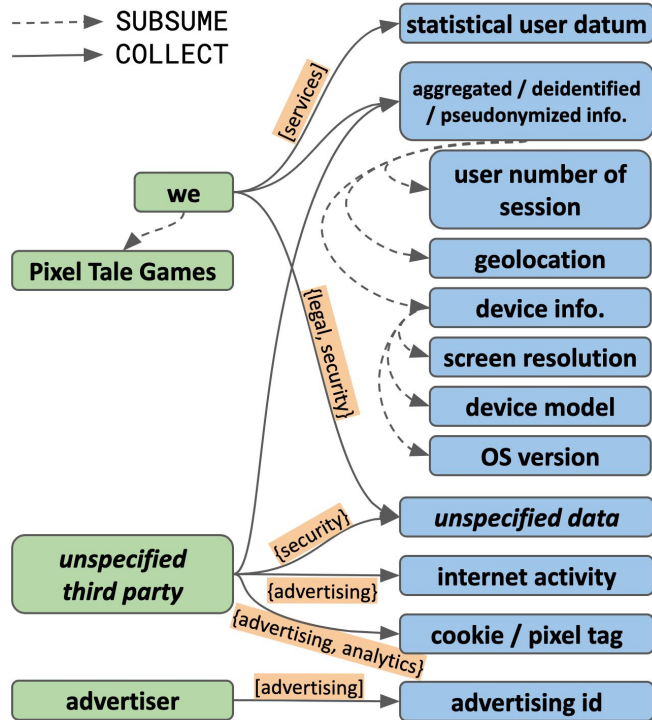 SUBSUME
COLLECT
statistical user datum
[services]
aggregated / deidentified
/ pseudonymized info.
we
user number of
session
Pixel Tale Games
geolocation
{legal, security}
device info.
screen resolution
device model
OS version
unspecified data
{security}
unspecified
third party
internet activity
{advertising}
cookie / pixel tag
{advertising, analytics}
advertiser
[advertising]
advertising id